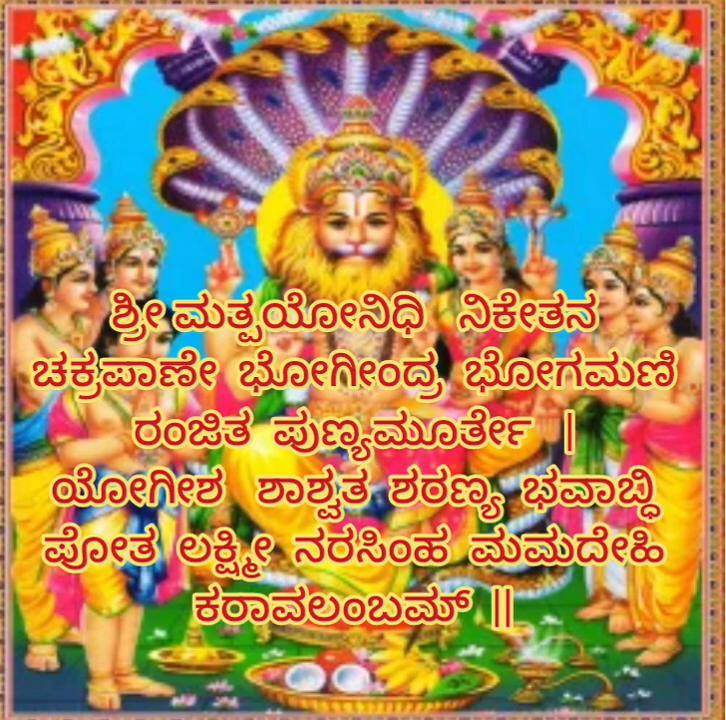 ಶ್ರೀ ಮತ್ಪಯೋನಿಧಿ ನಿಕೇತನ
ಚಕ್ರಪಾಣೇ ಭೋಗೀಂದ್ರ ಭೋಗಮಣಿ
ರಂಜಿತ ಪುಣ್ಯಮೂರ್ತೇ |
ಯೋಗೀಶ ಶಾಶ್ವತ ಶರಣ್ಯ ಭವಾಬ್ಧಿ
ಪೋತ ಲಕ್ಷ್ಮೀ ನರಸಿಂಹ ಮಮದೇಹಿ
ಕರಾವಲಂಬಮ್ ||